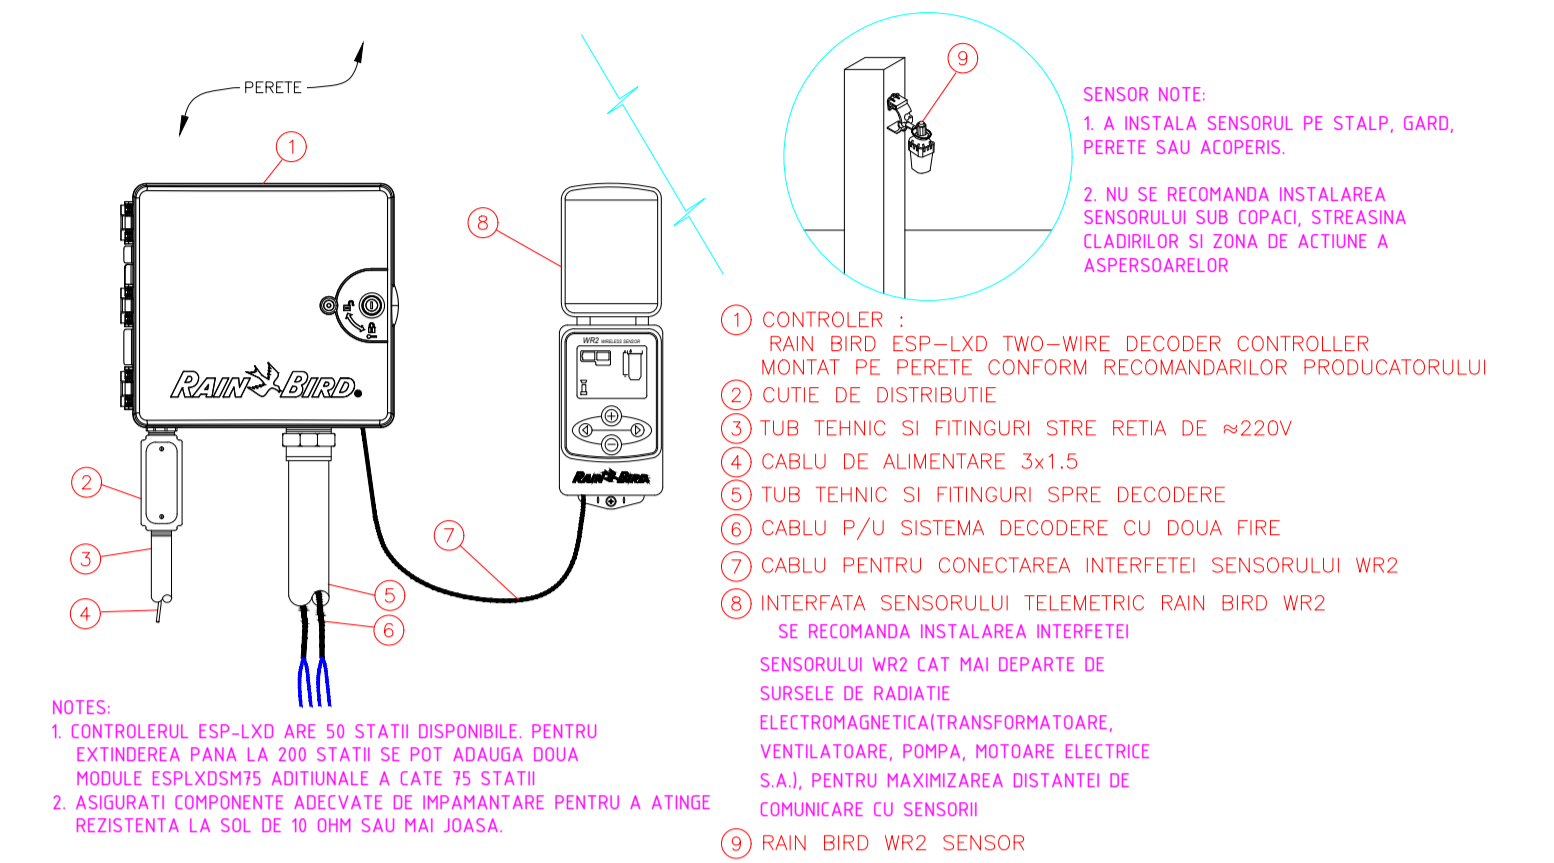 PERETE
1
8
9
SENSOR NOTE:
1. A INSTALA SENSORUL PE STALP, GARD,
PERETE SAU ACOPERIS.
2. NU SE RECOMANDA INSTALAREA
SENSORULUI SUB COPACI, STREASINA
CLADIRILOR SI ZONA DE ACTIUNE A
ASPERSOARELOR
WR2 WIRELESS SENSOR
RAIN BIRD.
RAIN BIRD.
2
3
4
5
6
7
1 CONTROLER :
RAIN BIRD ESP-LXD TWO-WIRE DECODER CONTROLLER
MONTAT PE PERETE CONFORM RECOMANDARILOR PRODUCATORULUI
2 CUTIE DE DISTRIBUTIE
3 TUB TEHNIC SI FITINGURI STRE RETIA DE ≈220V
4 CABLU DE ALIMENTARE 3x1.5
5 TUB TEHNIC SI FITINGURI SPRE DECODERE
6 CABLU P/U SISTEMA DECODERE CU DOUA FIRE
7 CABLU PENTRU CONECTAREA INTERFETEI SENSORULUI WR2
8 INTERFATA SENSORULUI TELEMETRIC RAIN BIRD WR2
SE RECOMANDA INSTALAREA INTERFETEI
SENSORULUI WR2 CAT MAI DEPARTE DE
SURSELE DE RADIATIE
ELECTROMAGNETICA(TRANSFORMATOARE,
VENTILATOARE, POMPA, MOTOARE ELECTRICE
S.A.), PENTRU MAXIMIZAREA DISTANTEI DE
COMUNICARE CU SENSORII
9 RAIN BIRD WR2 SENSOR
NOTES:
1. CONTROLERUL ESP-LXD ARE 50 STATII DISPONIBILE. PENTRU
EXTINDEREA PANA LA 200 STATII SE POT ADAUGA DOUA
MODULE ESPLXDSM75 ADITIUNALE A CATE 75 STATII
2. ASIGURATI COMPONENTE ADECVATE DE IMPAMANTARE PENTRU A ATINGE
REZISTENTA LA SOL DE 10 OHM SAU MAI JOASA.